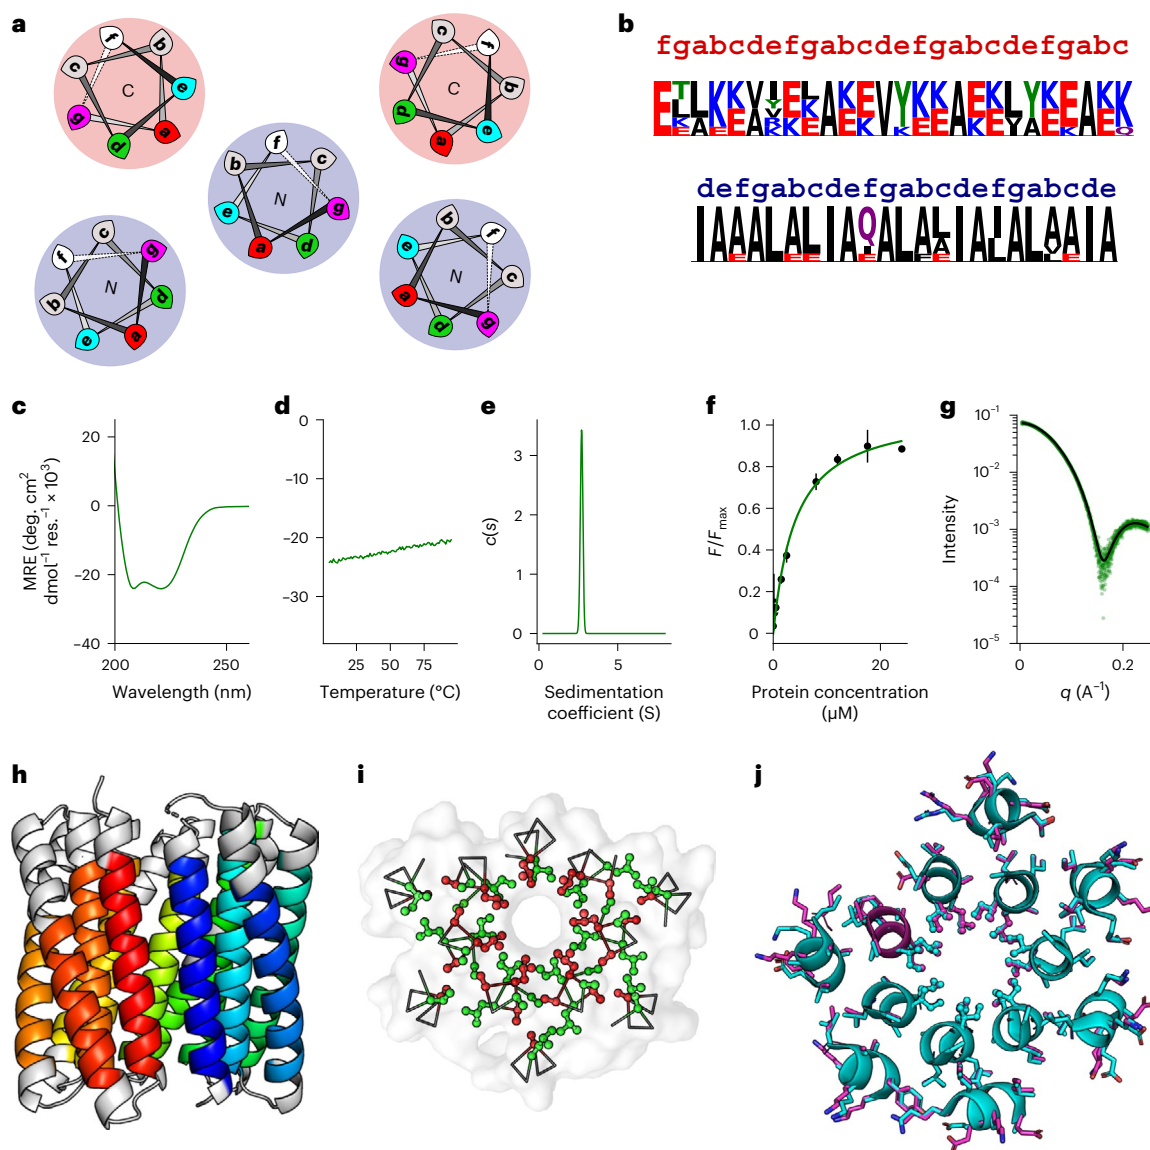 a
f
b
c
C
e
g
d
a
c
f
g
C
b
d
e
a
f
b
c
N
e
g
a
d
c
g
f
N
b
d
e
a
b
f
e
N
c
a
d
g
b
fgabcdefgabcdefgabcdefgabc
defgabcdefgabcdefgabcde
c
MRE (deg. cm² dmol⁻¹ res.⁻¹ × 10³)
20
0
−20
−40
200
250
Wavelength (nm)
d
0
−10
−20
−30
25
50
75
Temperature (°C)
e
c(s)
3
2
1
0
0
5
Sedimentation
coefficient (S)
f
F/Fmax
1.0
0.8
0.6
0.4
0.2
0
0
20
Protein concentration
(μM)
g
Intensity
10⁻¹
10⁻²
10⁻³
10⁻⁴
10⁻⁵
0
0.2
q (A⁻¹)
h
i
j